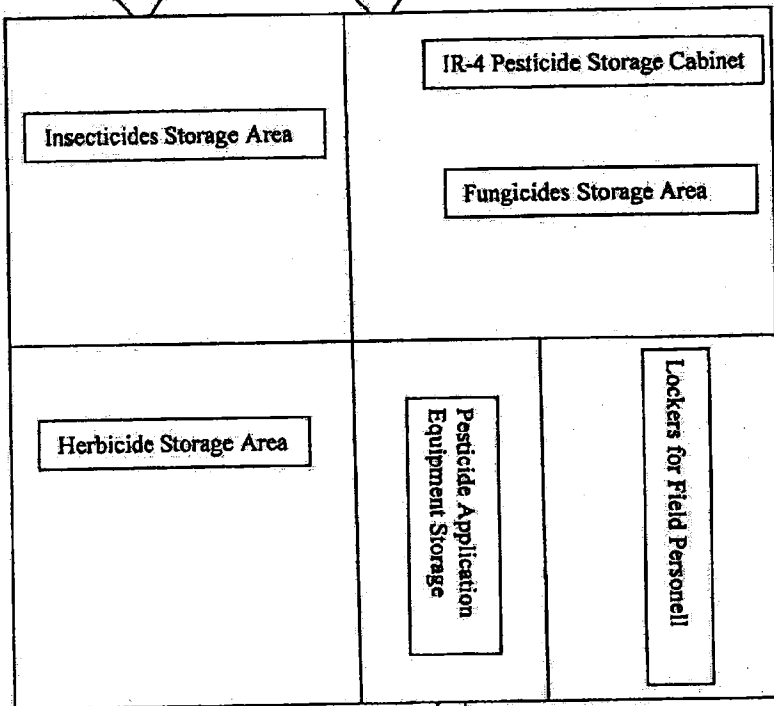 IR-4 Pesticide Storage Cabinet
Insecticides Storage Area
Fungicides Storage Area
Herbicide Storage Area
Pesticide Application
Equipment Storage
Lockers for Field Personell